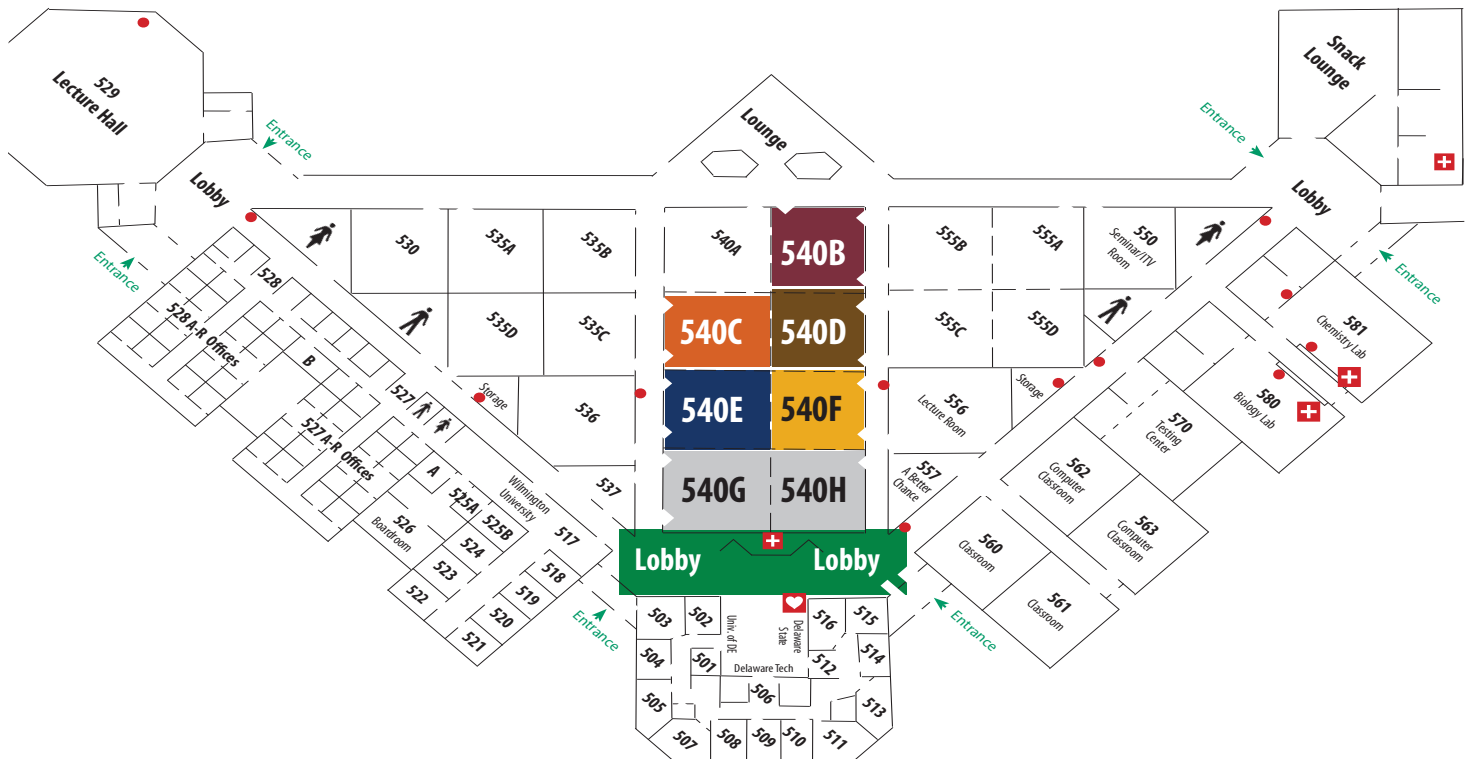 529
Lecture Hall
Entrance
Lobby
Entrance
Lounge
Snack
Lounge
Entrance
Lobby
Entrance
530
535A
535B
540A
540B
555B
555A
550
Seminar/ITV
Room
528
528 A-R Offices
B
535D
535C
540C
540D
555C
555D
581
Chemistry Lab
580
Biology Lab
527
527 A-R Offices
Storage
536
540E
540F
556
Lecture Room
Storage
570
Testing
Center
A
525A
525B
Wilmington
University
537
540G
540H
557
A Better
Chance
562
Computer
Classroom
563
Computer
Classroom
526
Boardroom
524
523
522
517
518
519
520
521
Lobby
Lobby
560
Classroom
561
Classroom
Entrance
Entrance
503
502
Univ. of DE
Delaware
State
516
515
504
501
Delaware Tech
512
514
505
506
513
507
508
509
510
511